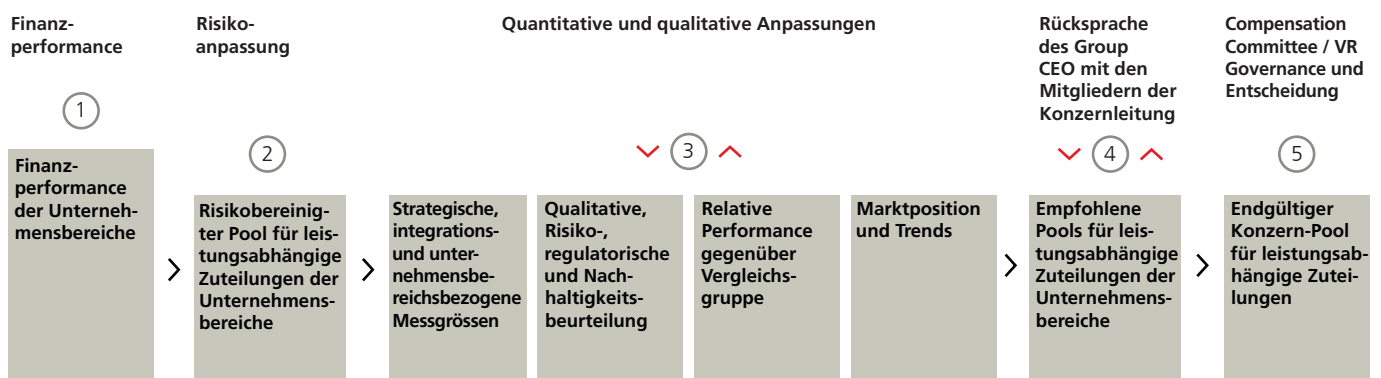 Finanz-
performance
Risiko-
anpassung
Quantitative und qualitative Anpassungen
Rücksprache
des Group
CEO mit den
Mitgliedern der
Konzernleitung
Compensation
Committee / VR
Governance und
Entscheidung
1
2
3
4
5
Finanz-
performance
der Unterneh-
mensbereiche
Risikobereinig-
ter Pool für leis-
tungsabhängige
Zuteilungen der
Unternehmens-
bereiche
Strategische,
integrations-
und unter-
nehmensbe-
reichsbezogene
Messgrössen
Qualitative,
Risiko-,
regulatorische
und Nach-
haltigkeits-
beurteilung
Relative
Performance
gegenüber
Vergleichs-
gruppe
Marktposition
und Trends
Empfohlene
Pools für leis-
tungsabhängige
Zuteilungen der
Unternehmens-
bereiche
Endgültiger
Konzern-Pool
für leistungsab-
hängige Zutei-
lungen